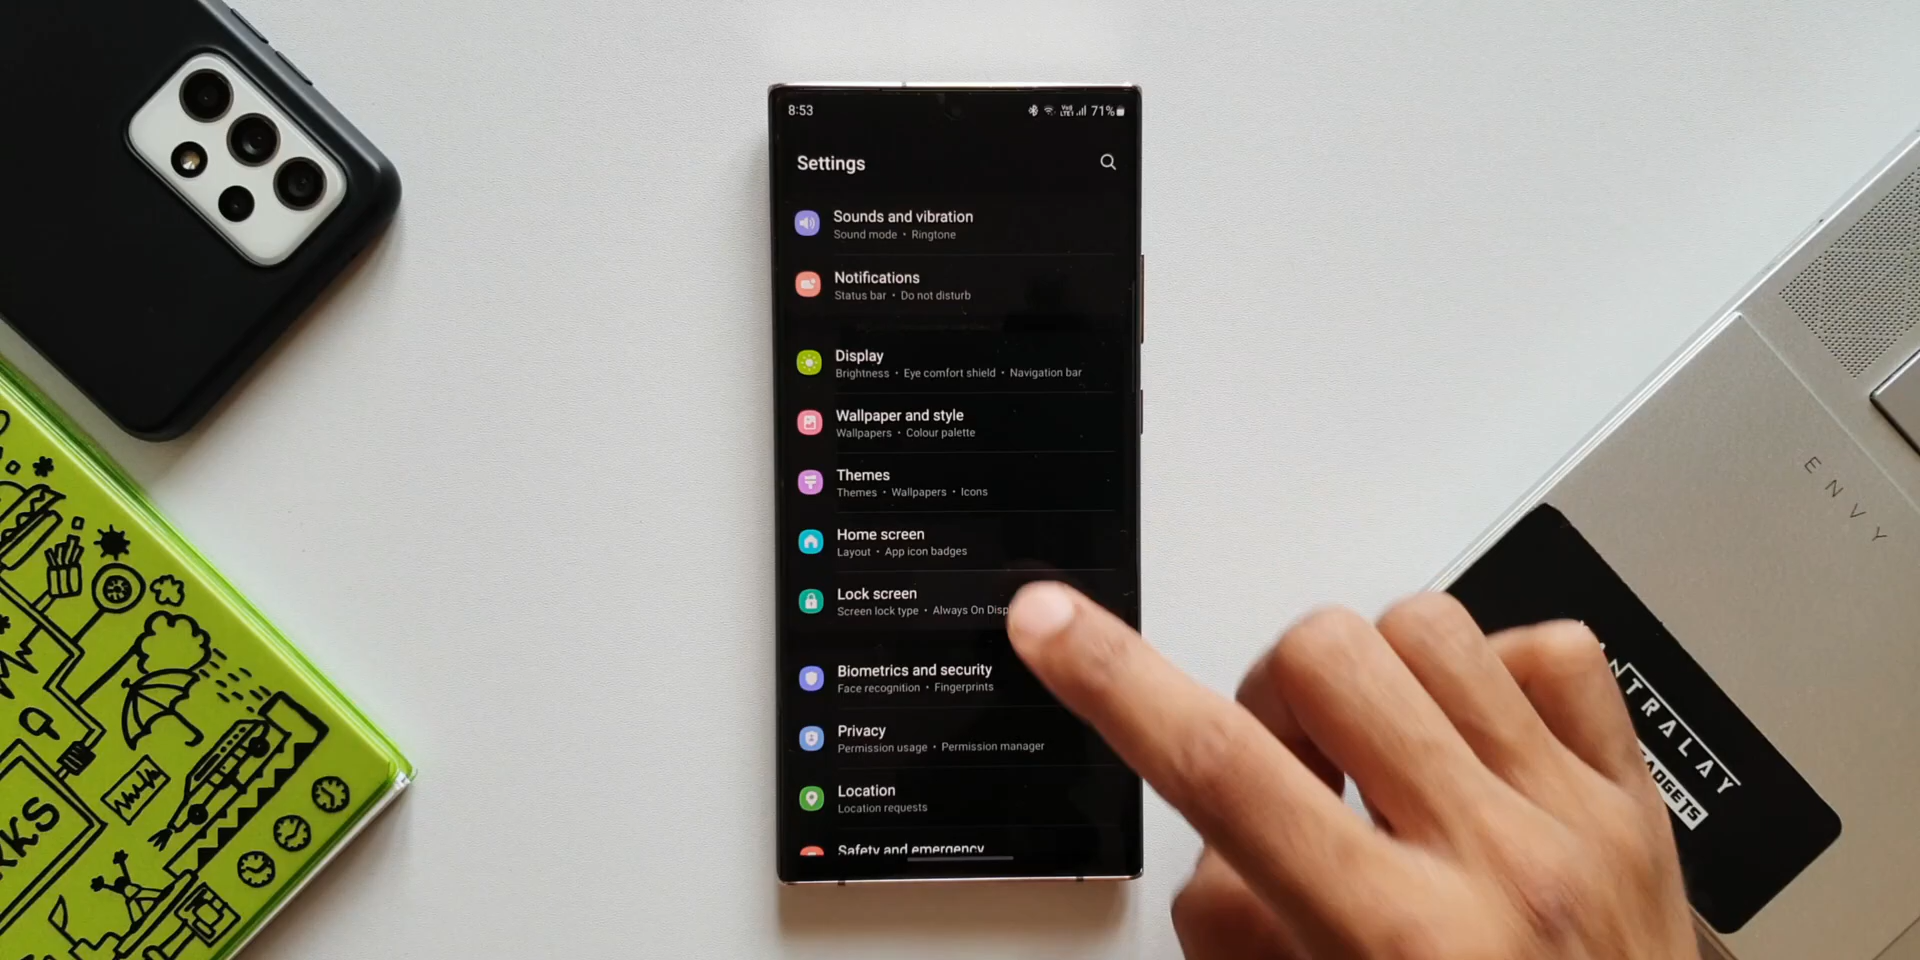 8:53
71%
Settings
Sounds and vibration
Sound mode • Ringtone
Notifications
Status bar • Do not disturb
Display
Brightness • Eye comfort shield • Navigation bar
Wallpaper and style
Wallpapers • Colour palette
Themes
Themes • Wallpapers • Icons
Home screen
Layout • App icon badges
Lock screen
Screen lock type • Always On Disp
Biometrics and security
Face recognition • Fingerprints
Privacy
Permission usage • Permission manager
Location
Location requests
Safety and emergency
ENVY
NTRALAY
ADGETS
RKS